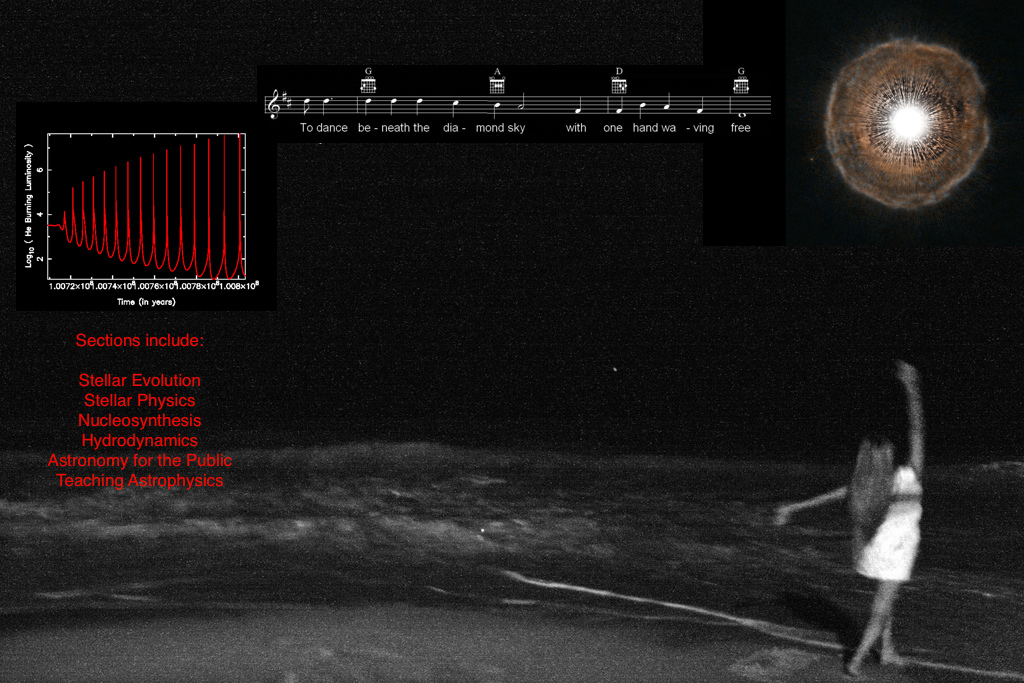 G A D G
To dance be - neath the dia - mond sky with one hand wa - ving free
Log10 ( He Burning Luminosity )
6
4
2
1.0072×10⁸ 1.0074×10⁸ 1.0076×10⁸ 1.0078×10⁸ 1.008×10⁸
Time (in years)
Sections include:
Stellar Evolution
Stellar Physics
Nucleosynthesis
Hydrodynamics
Astronomy for the Public
Teaching Astrophysics